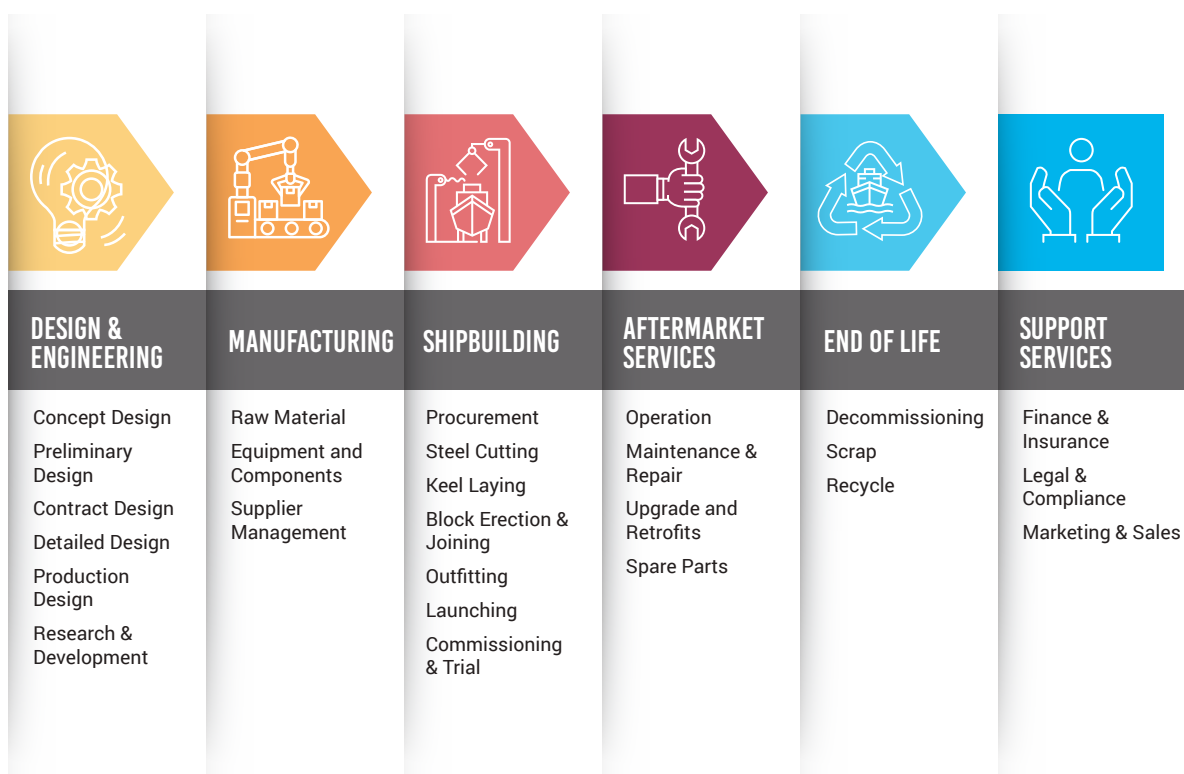 DESIGN &
ENGINEERING
Concept Design
Preliminary
Design
Contract Design
Detailed Design
Production
Design
Research &
Development
MANUFACTURING
Raw Material
Equipment and
Components
Supplier
Management
SHIPBUILDING
Procurement
Steel Cutting
Keel Laying
Block Erection &
Joining
Outfitting
Launching
Commissioning
& Trial
AFTERMARKET
SERVICES
Operation
Maintenance &
Repair
Upgrade and
Retrofits
Spare Parts
END OF LIFE
Decommissioning
Scrap
Recycle
SUPPORT
SERVICES
Finance &
Insurance
Legal &
Compliance
Marketing & Sales